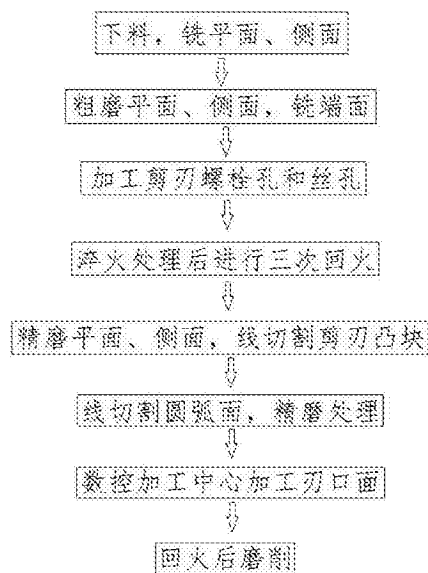 下料，铣平面、侧面
粗磨平面、侧面，铣端面
加工剪刃螺栓孔和丝孔
淬火处理后进行三次回火
精磨平面、侧面，线切割剪刃凸块
线切割圆弧面，精磨处理
数控加工中心加工刃口面
回火后磨削